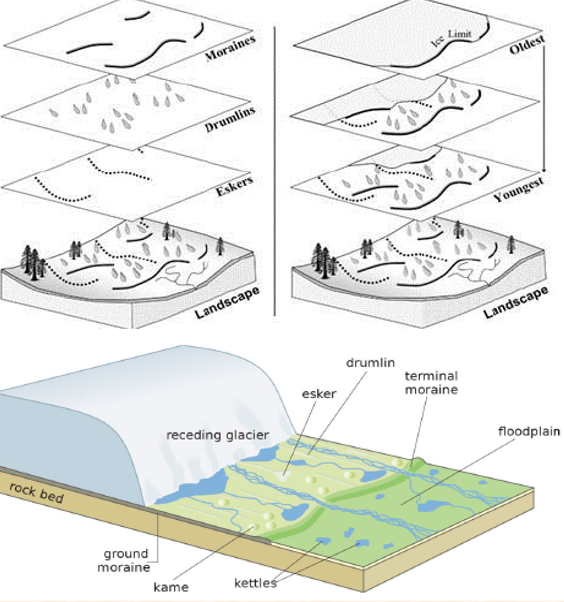 Moraines
Drumlins
Eskers
Landscape
Ice Limit
Oldest
Youngest
Landscape
drumlin
terminal
moraine
esker
floodplain
receding glacier
rock bed
ground
moraine
kame
kettles